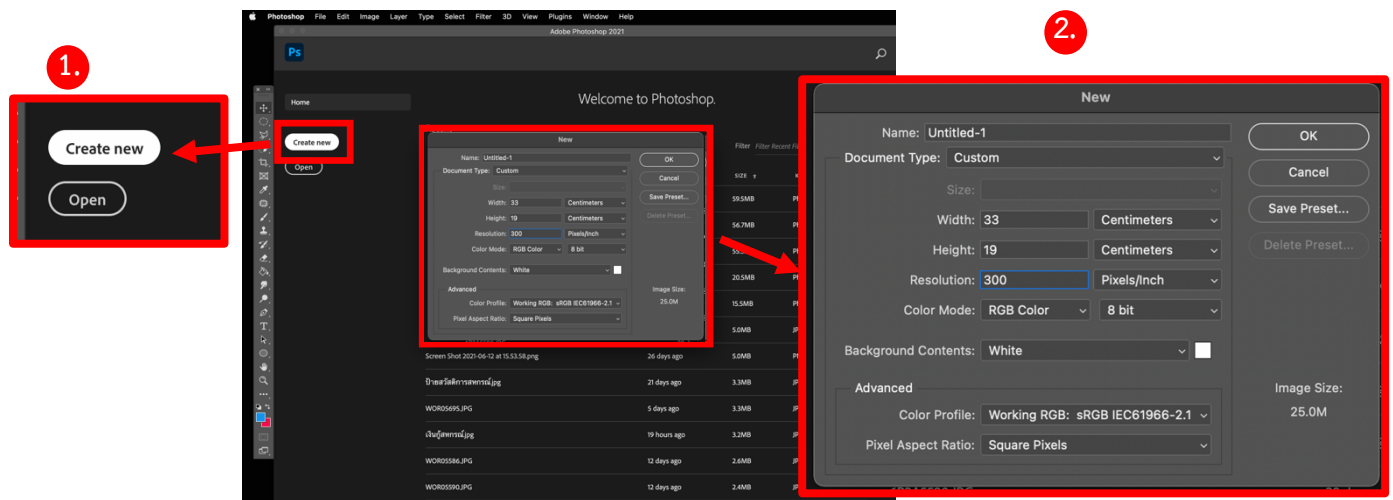 Photoshop File Edit Image Layer Type Select Filter 3D View Plugins Window Help
Adobe Photoshop 2021
Ps
1.
2.
Home
Welcome to Photoshop.
Create new
Open
Create new
Open
Filter Filter Recent
SIZE
New
Name: Untitled-1
OK
Document Type: Custom
Cancel
Size:
Save Preset...
Width: 33 Centimeters
Delete Preset...
Height: 19 Centimeters
Resolution: 300 Pixels/Inch
Color Mode: RGB Color 8 bit
Background Contents: White
Advanced
Image Size:
Color Profile: Working RGB: sRGB IEC61966-2.1
25.0M
Pixel Aspect Ratio: Square Pixels
59.5MB
56.7MB
20.5MB
15.5MB
5.0MB
Screen Shot 2021-06-12 at 15.53.58.png 26 days ago 5.0MB
ป้ายสวัสดิการสหกรณ์.jpg 21 days ago 3.3MB
WOR05695.JPG 5 days ago 3.3MB
เงินกู้สหกรณ์.jpg 19 hours ago 3.2MB
WOR05586.JPG 12 days ago 2.6MB
WOR05590.JPG 12 days ago 2.4MB
New
Name: Untitled-1
OK
Document Type: Custom
Cancel
Size:
Save Preset...
Width: 33 Centimeters
Delete Preset...
Height: 19 Centimeters
Resolution: 300 Pixels/Inch
Color Mode: RGB Color 8 bit
Background Contents: White
Advanced
Image Size:
Color Profile: Working RGB: sRGB IEC61966-2.1
25.0M
Pixel Aspect Ratio: Square Pixels